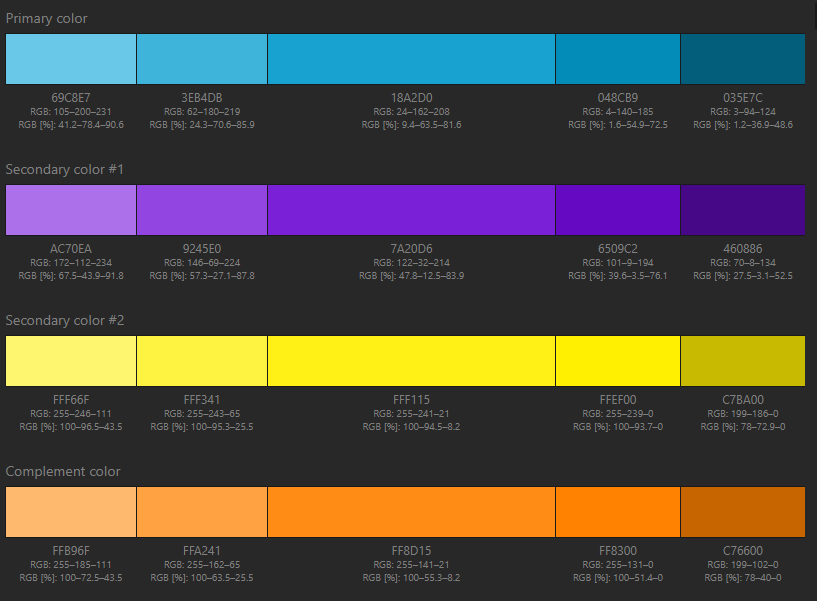 Primary color
69C8E7 3EB4DB 18A2D0 048CB9 035E7C
RGB: 105–200–231 RGB: 62–180–219 RGB: 24–162–208 RGB: 4–140–185 RGB: 3–94–124
RGB [%]: 41.2–78.4–90.6 RGB [%]: 24.3–70.6–85.9 RGB [%]: 9.4–63.5–81.6 RGB [%]: 1.6–54.9–72.5 RGB [%]: 1.2–36.9–48.6
Secondary color #1
AC70EA 9245E0 7A20D6 6509C2 460886
RGB: 172–112–234 RGB: 146–69–224 RGB: 122–32–214 RGB: 101–9–194 RGB: 70–8–134
RGB [%]: 67.5–43.9–91.8 RGB [%]: 57.3–27.1–87.8 RGB [%]: 47.8–12.5–83.9 RGB [%]: 39.6–3.5–76.1 RGB [%]: 27.5–3.1–52.5
Secondary color #2
FFF66F FFF341 FFF115 FFEF00 C7BA00
RGB: 255–246–111 RGB: 255–243–65 RGB: 255–241–21 RGB: 255–239–0 RGB: 199–186–0
RGB [%]: 100–96.5–43.5 RGB [%]: 100–95.3–25.5 RGB [%]: 100–94.5–8.2 RGB [%]: 100–93.7–0 RGB [%]: 78–72.9–0
Complement color
FFB96F FFA241 FF8D15 FF8300 C76600
RGB: 255–185–111 RGB: 255–162–65 RGB: 255–141–21 RGB: 255–131–0 RGB: 199–102–0
RGB [%]: 100–72.5–43.5 RGB [%]: 100–63.5–25.5 RGB [%]: 100–55.3–8.2 RGB [%]: 100–51.4–0 RGB [%]: 78–40–0